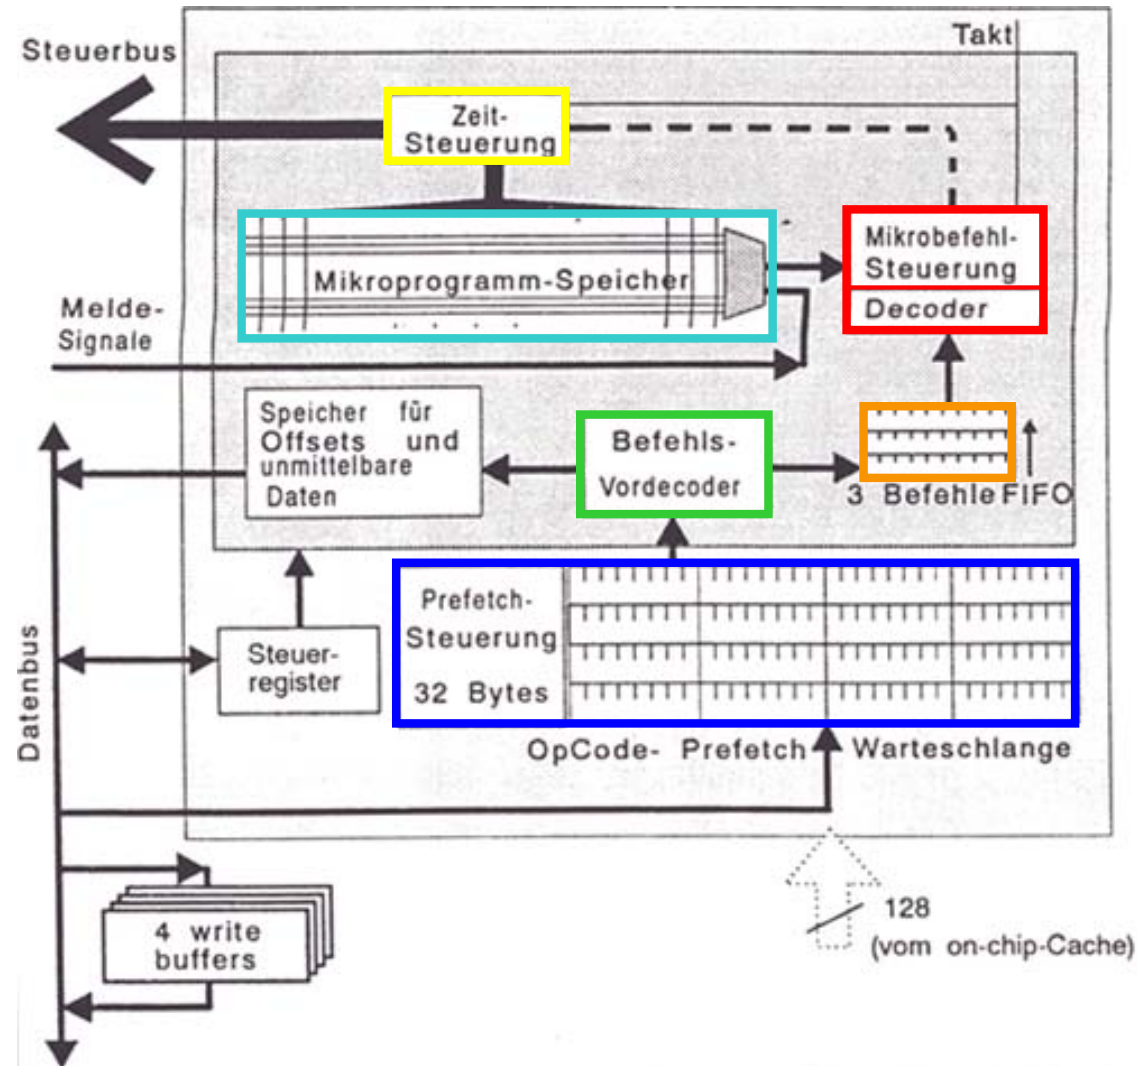 Takt
Steuerbus
Zeit-
Steuerung
Mikrobefehl-
Steuerung
Decoder
Mikroprogramm-Speicher
Melde-
Signale
Speicher für
Offsets und
unmittelbare
Daten
Befehls-
Vordecoder
3 Befehle FIFO
Prefetch-
Steuerung
32 Bytes
Steuer-
register
Datenbus
OpCode- Prefetch Warteschlange
4 write
buffers
128
(vom on-chip-Cache)